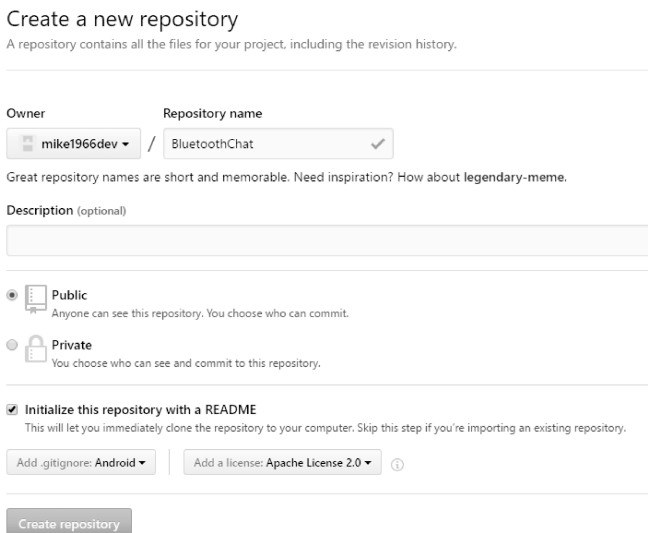 Create a new repository
A repository contains all the files for your project, including the revision history.
Owner Repository name
mike1966dev / BluetoothChat
Great repository names are short and memorable. Need inspiration? How about legendary-meme.
Description (optional)
Public
Anyone can see this repository. You choose who can commit.
Private
You choose who can see and commit to this repository.
Initialize this repository with a README
This will let you immediately clone the repository to your computer. Skip this step if you're importing an existing repository.
Add .gitignore: Android Add a license: Apache License 2.0
Create repository